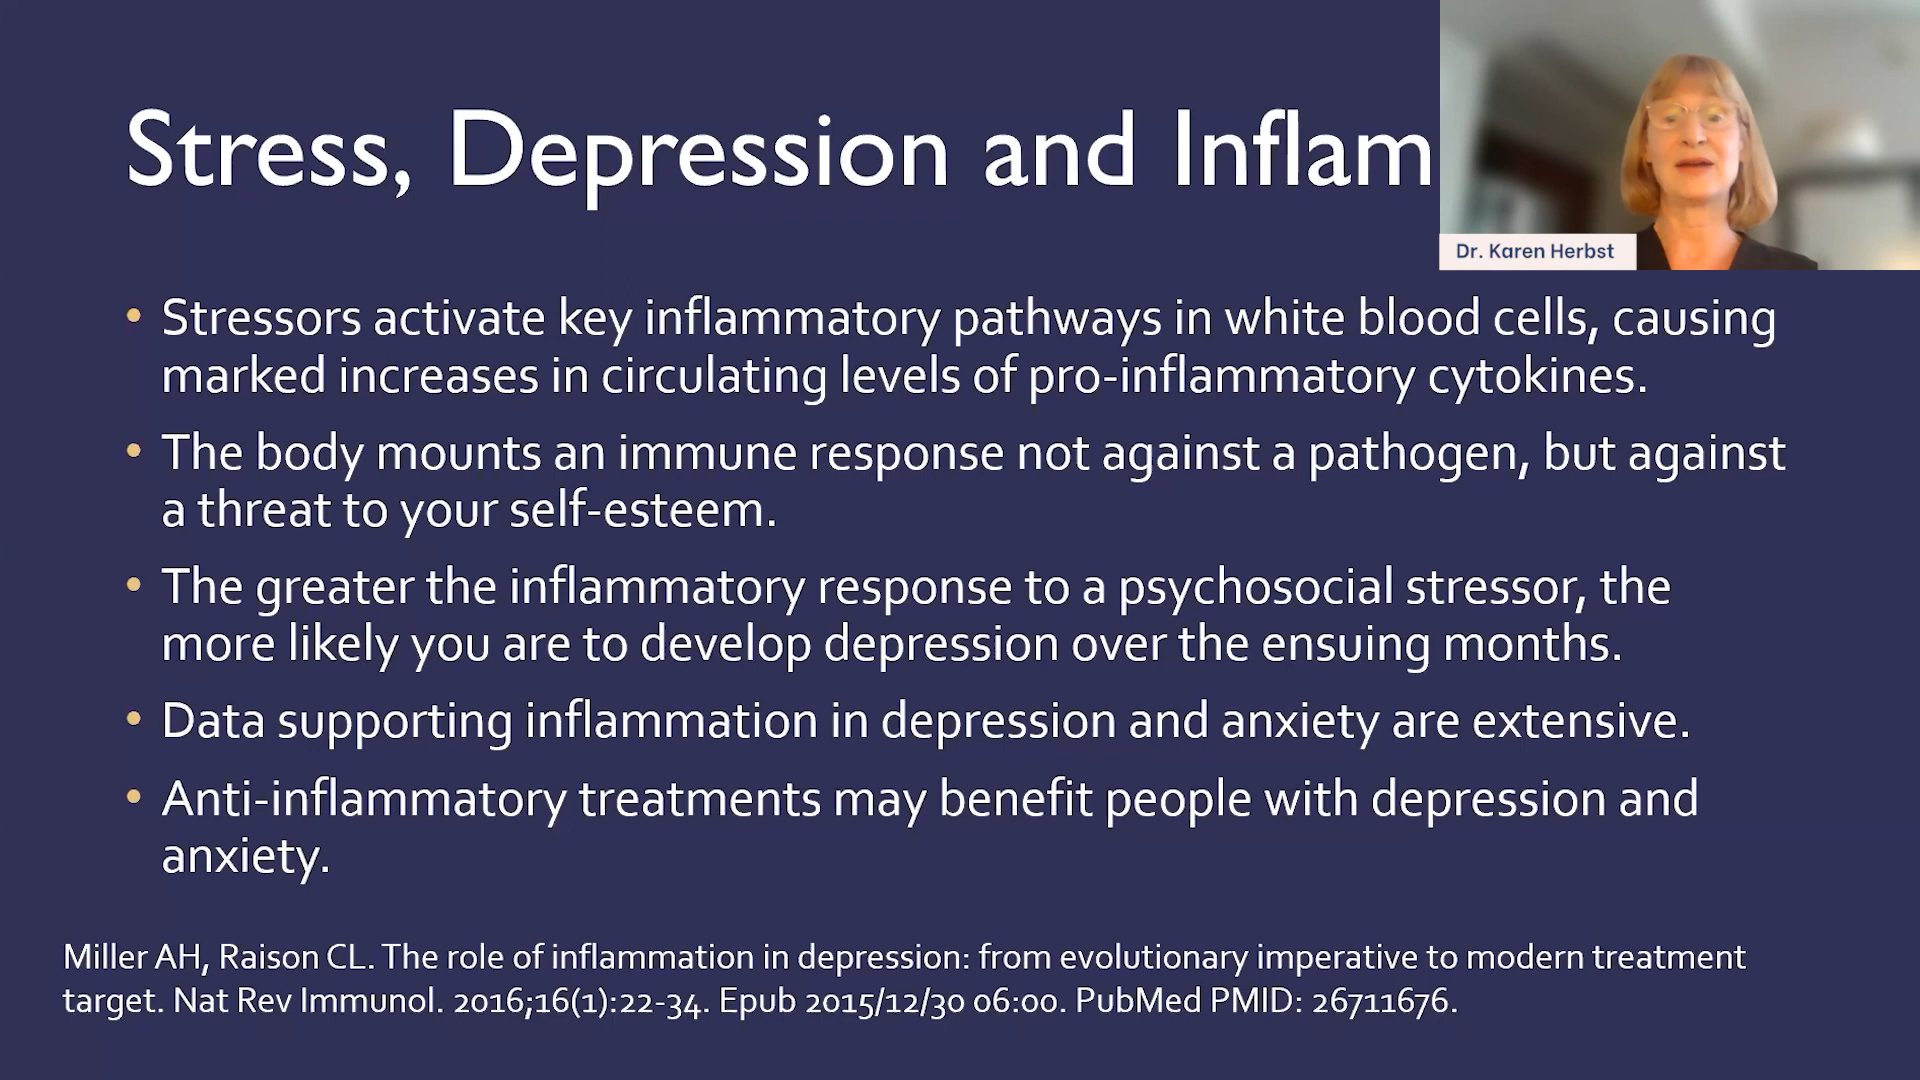 Stress, Depression and Inflam
Dr. Karen Herbst
• Stressors activate key inflammatory pathways in white blood cells, causing
marked increases in circulating levels of pro-inflammatory cytokines.
• The body mounts an immune response not against a pathogen, but against
a threat to your self-esteem.
• The greater the inflammatory response to a psychosocial stressor, the
more likely you are to develop depression over the ensuing months.
• Data supporting inflammation in depression and anxiety are extensive.
• Anti-inflammatory treatments may benefit people with depression and
anxiety.
Miller AH, Raison CL. The role of inflammation in depression: from evolutionary imperative to modern treatment
target. Nat Rev Immunol. 2016;16(1):22-34. Epub 2015/12/30 06:00. PubMed PMID: 26711676.